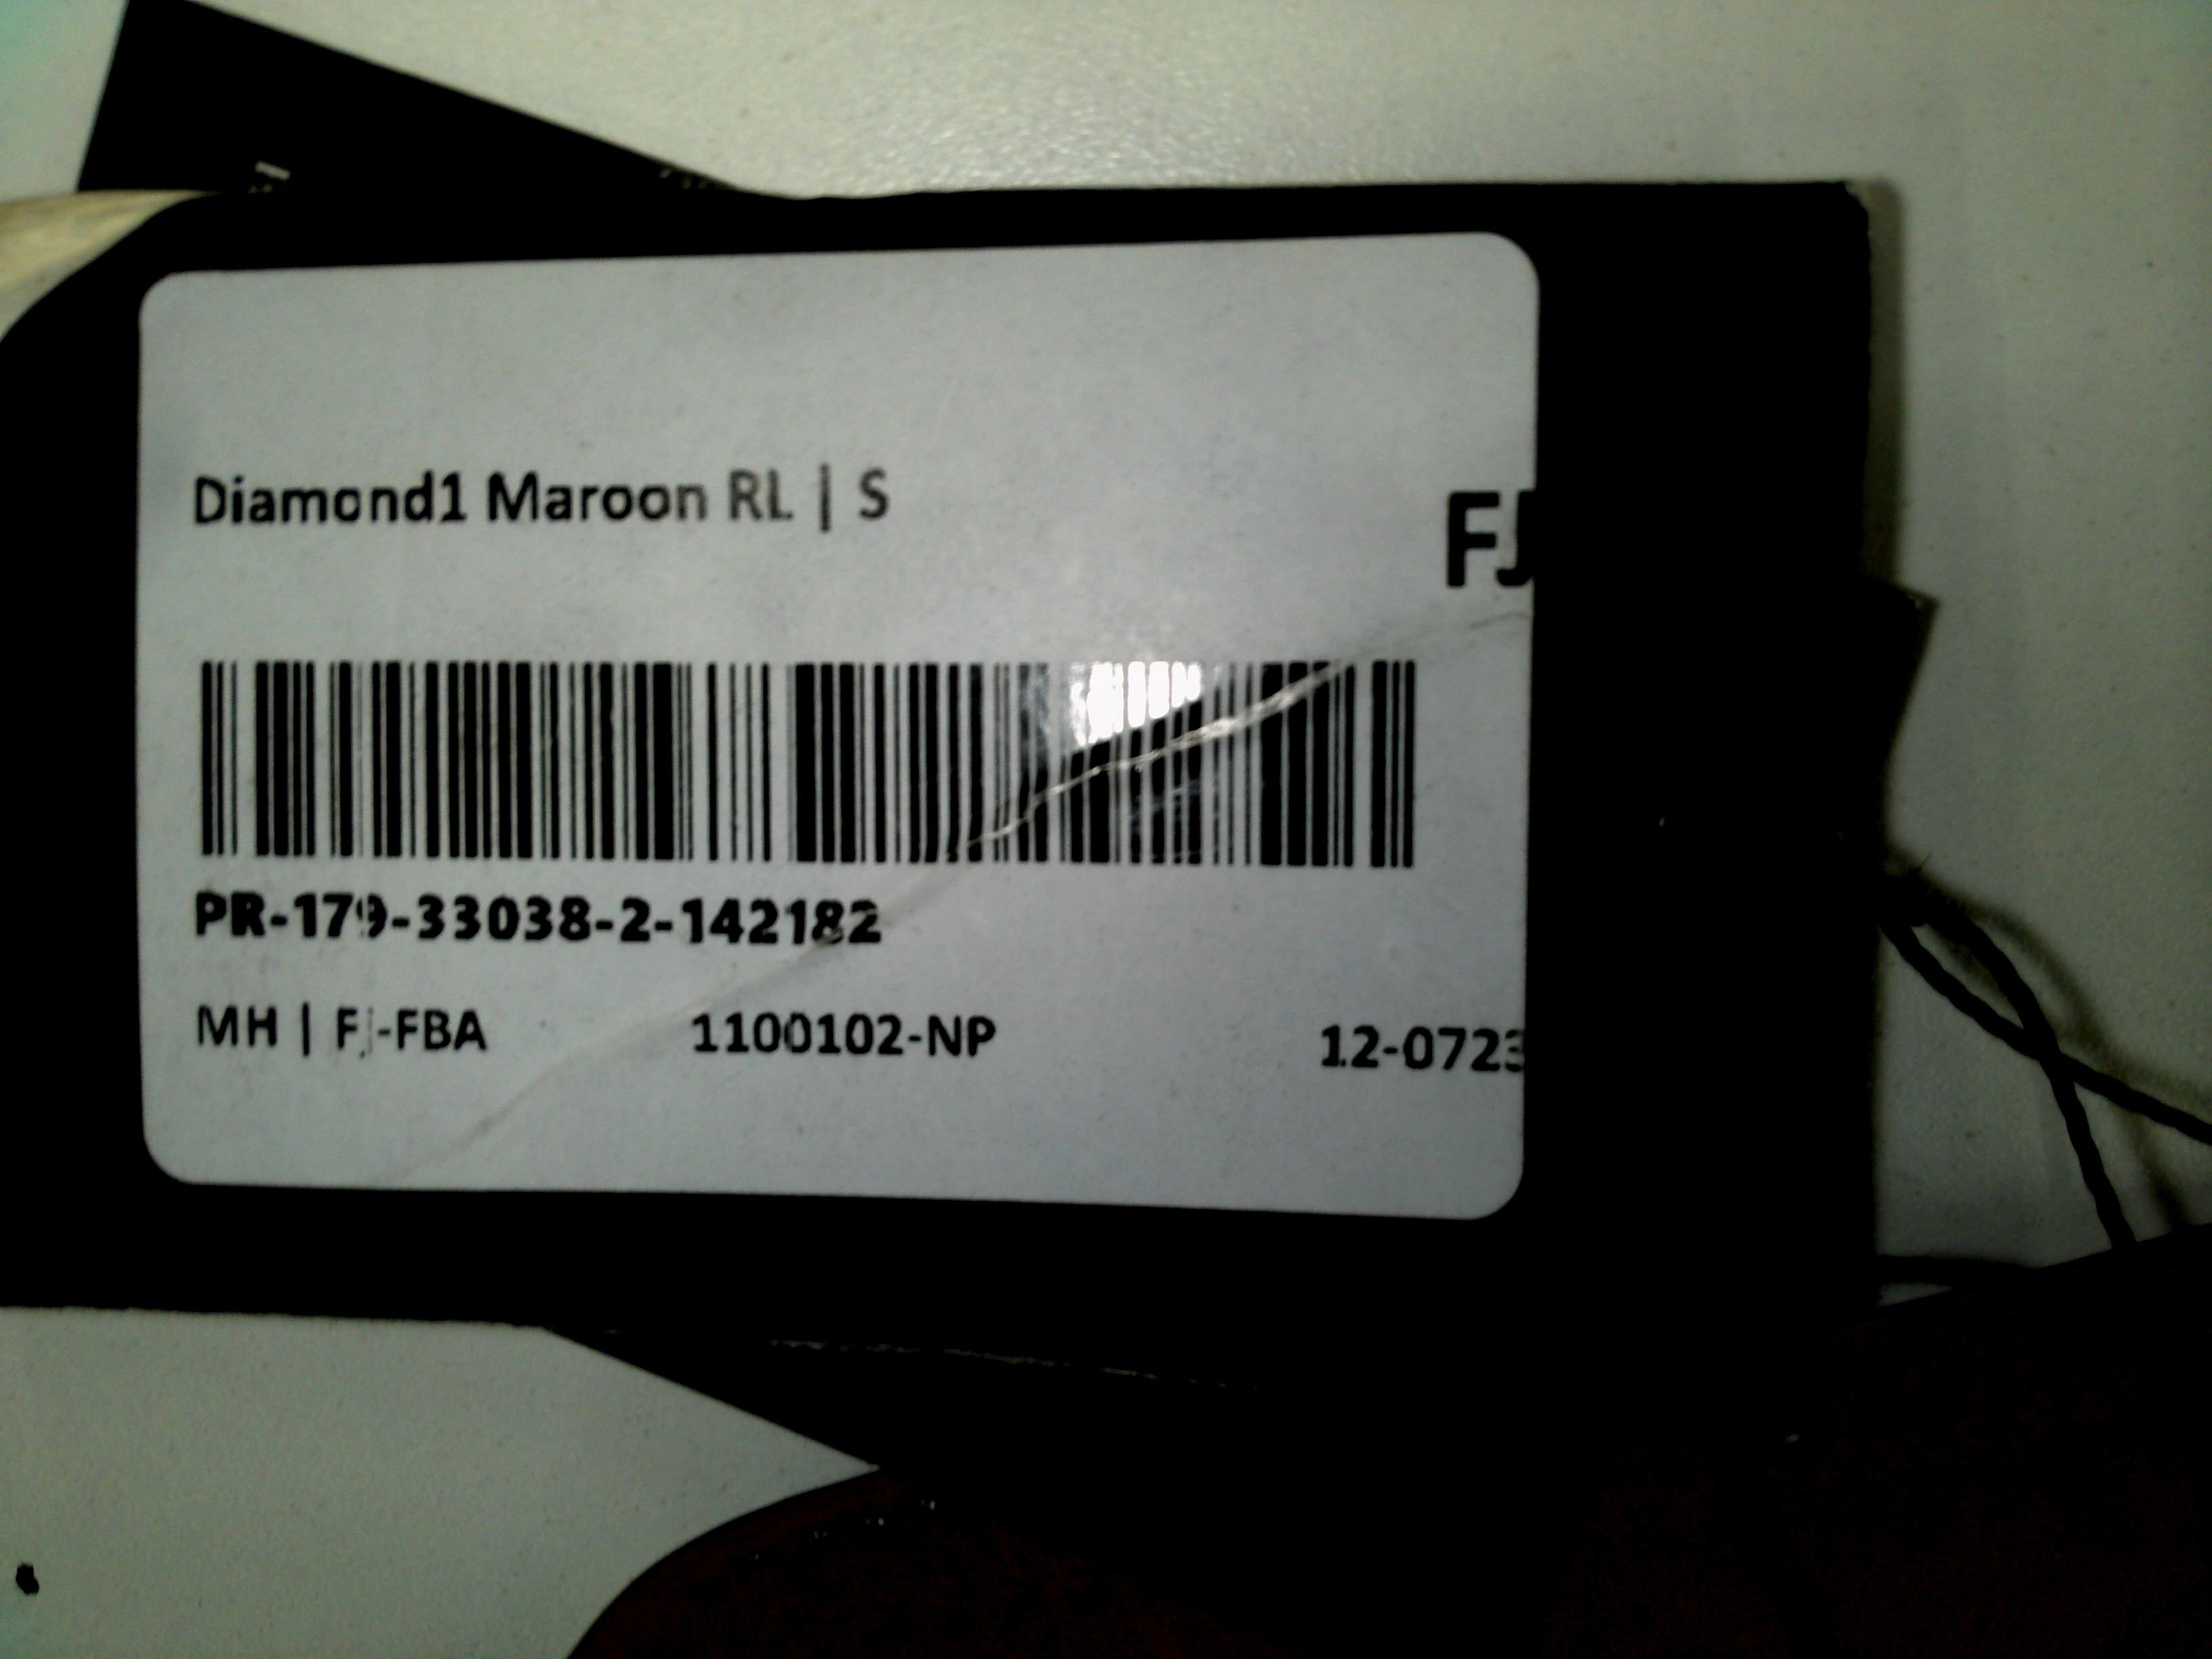 Diamond1 Maroon RL | S
FJ
PR-179-33038-2-142182
MH | FJ-FBA 1100102-NP 12-0723